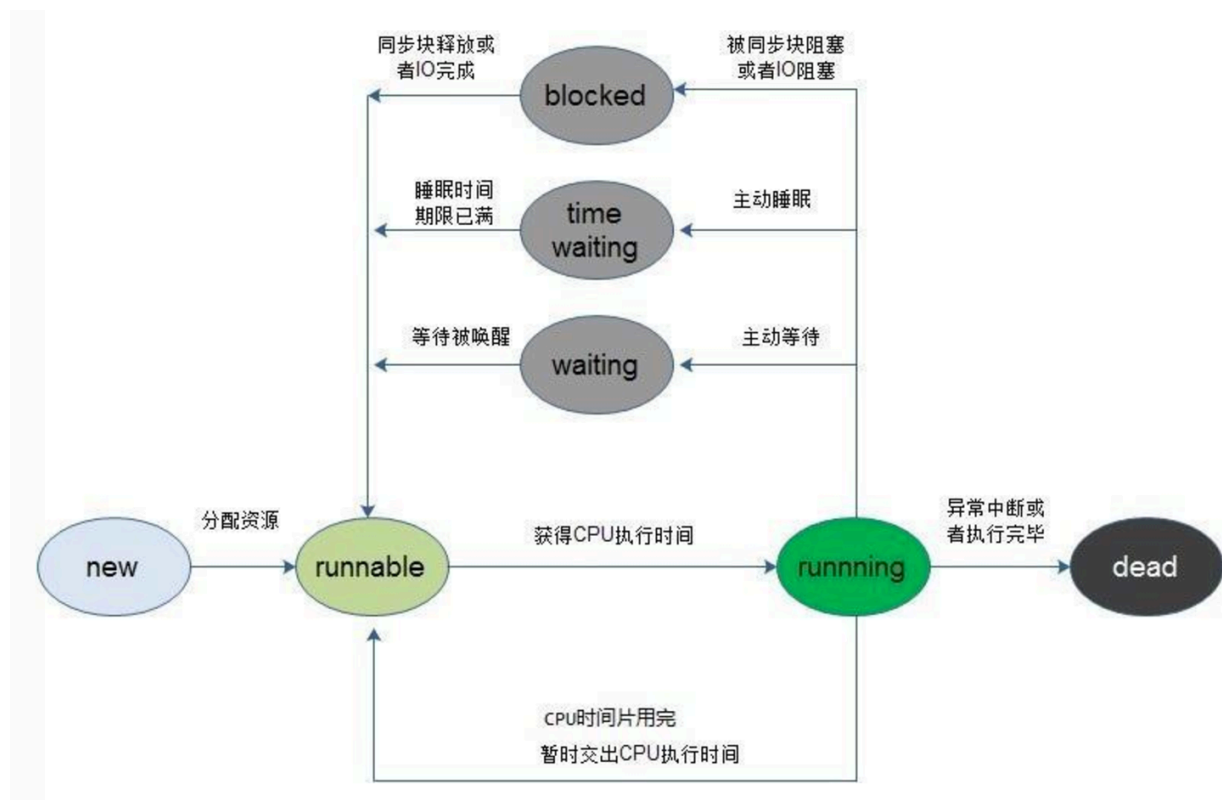 同步块释放或
者IO完成
blocked
被同步块阻塞
或者IO阻塞
睡眠时间
期限已满
time
waiting
主动睡眠
等待被唤醒
waiting
主动等待
new
分配资源
runnable
获得CPU执行时间
runnning
异常中断或
者执行完毕
dead
CPU时间片用完
暂时交出CPU执行时间